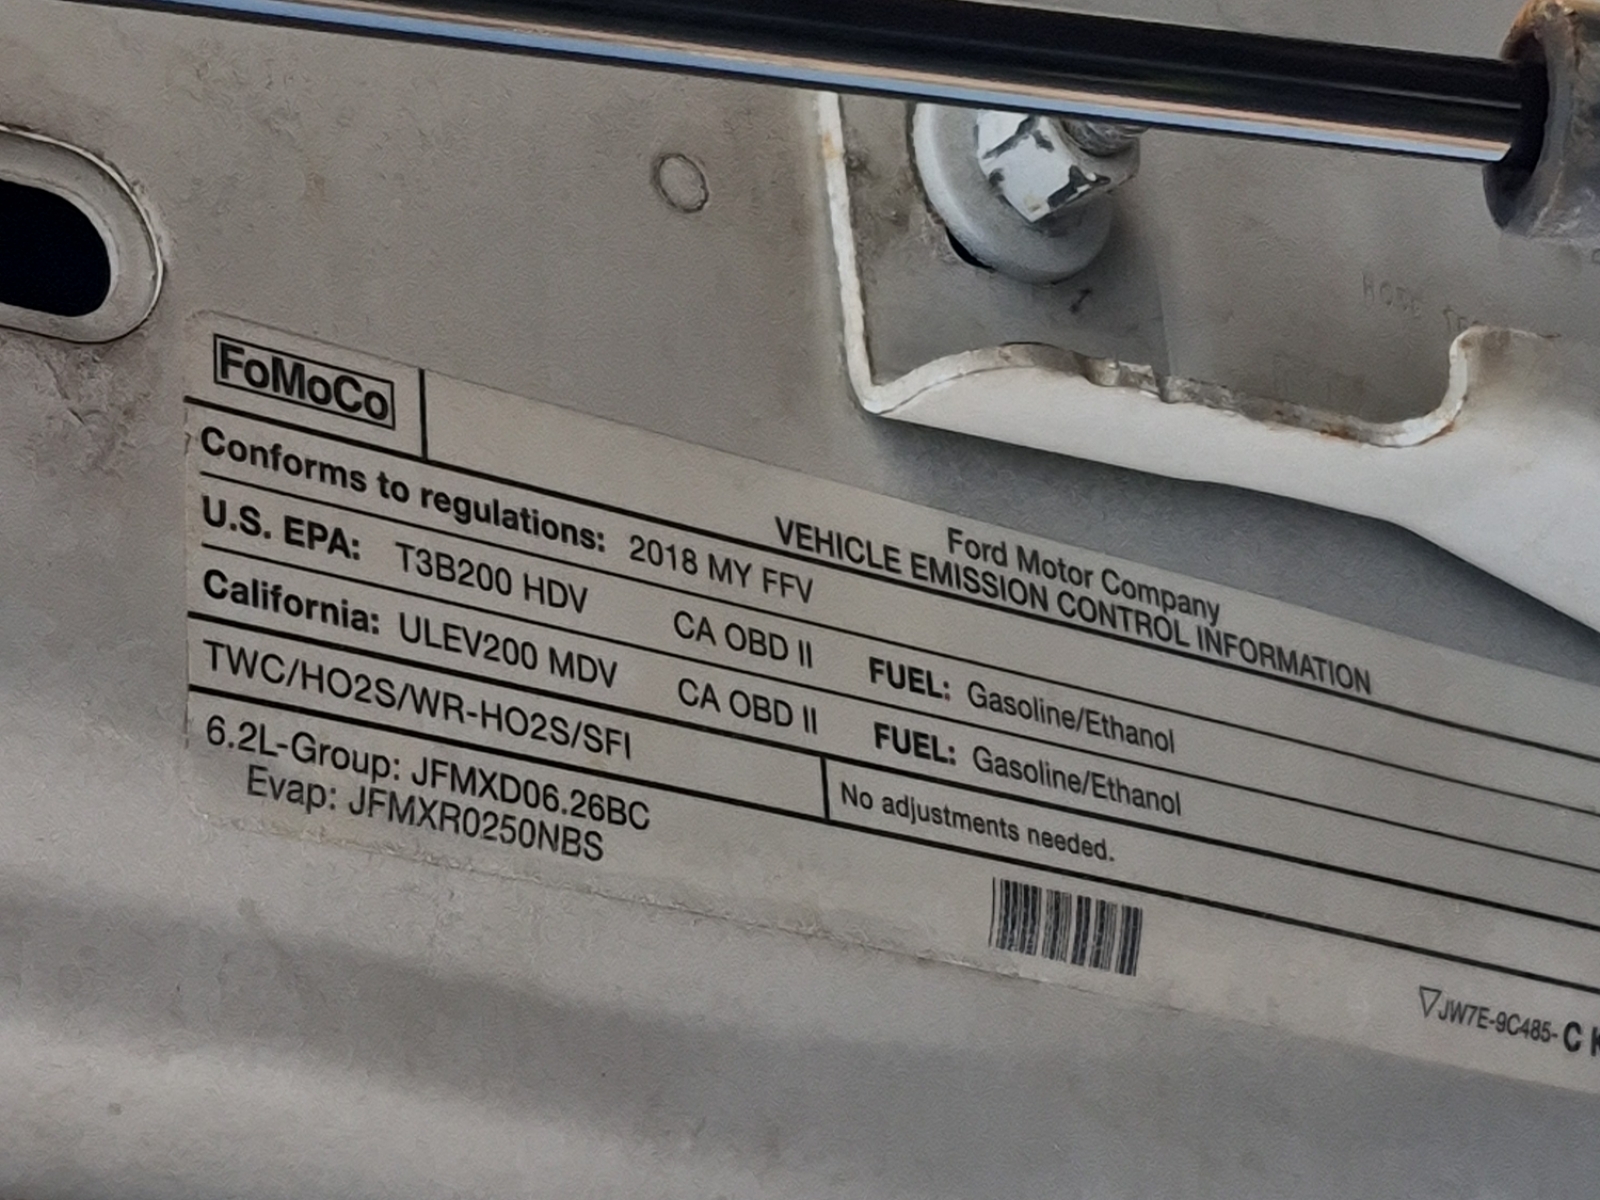 FoMoCo
Ford Motor Company
VEHICLE EMISSION CONTROL INFORMATION
Conforms to regulations: 2018 MY FFV
U.S. EPA: T3B200 HDV CA OBD II FUEL: Gasoline/Ethanol
California: ULEV200 MDV CA OBD II FUEL: Gasoline/Ethanol
TWC/HO2S/WR-HO2S/SFI
No adjustments needed.
6.2L-Group: JFMXD06.26BC
Evap: JFMXR0250NBS
JW7E-9C485- C